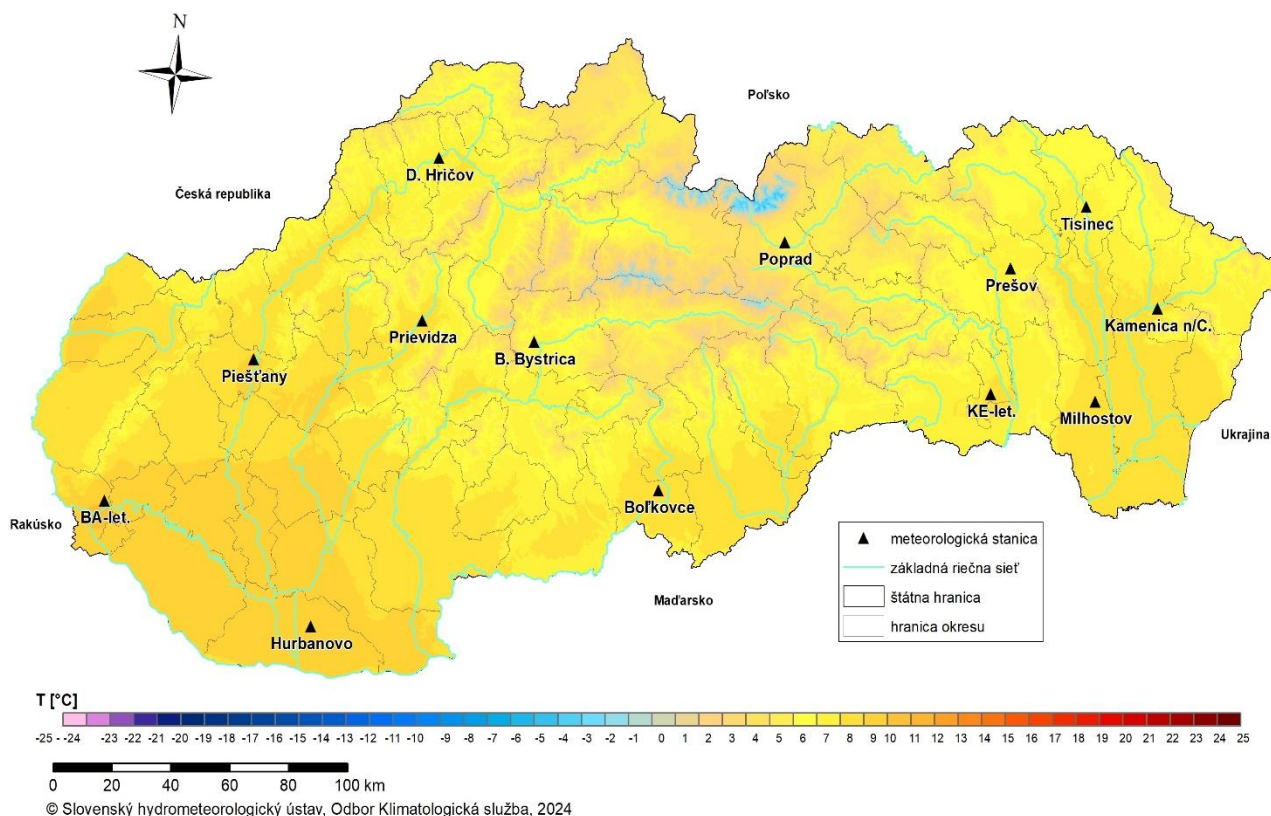 N
Poľsko
D. Hričov
Česká republika
Tisinec
Poprad
Prešov
Kamenica n/C.
Prievidza
B. Bystrica
Piešťany
KE-let.
Milhostov
Ukrajina
Boľkovce
BA-let.
Rakúsko
meteorologická stanica
základná riečna sieť
štátna hranica
hranica okresu
Maďarsko
Hurbanovo
T [°C]
-25 - -24 -23 -22 -21 -20 -19 -18 -17 -16 -15 -14 -13 -12 -11 -10 -9 -8 -7 -6 -5 -4 -3 -2 -1 0 1 2 3 4 5 6 7 8 9 10 11 12 13 14 15 16 17 18 19 20 21 22 23 24 25
0 20 40 60 80 100 km
© Slovenský hydrometeorologický ústav, Odbor Klimatologická služba, 2024